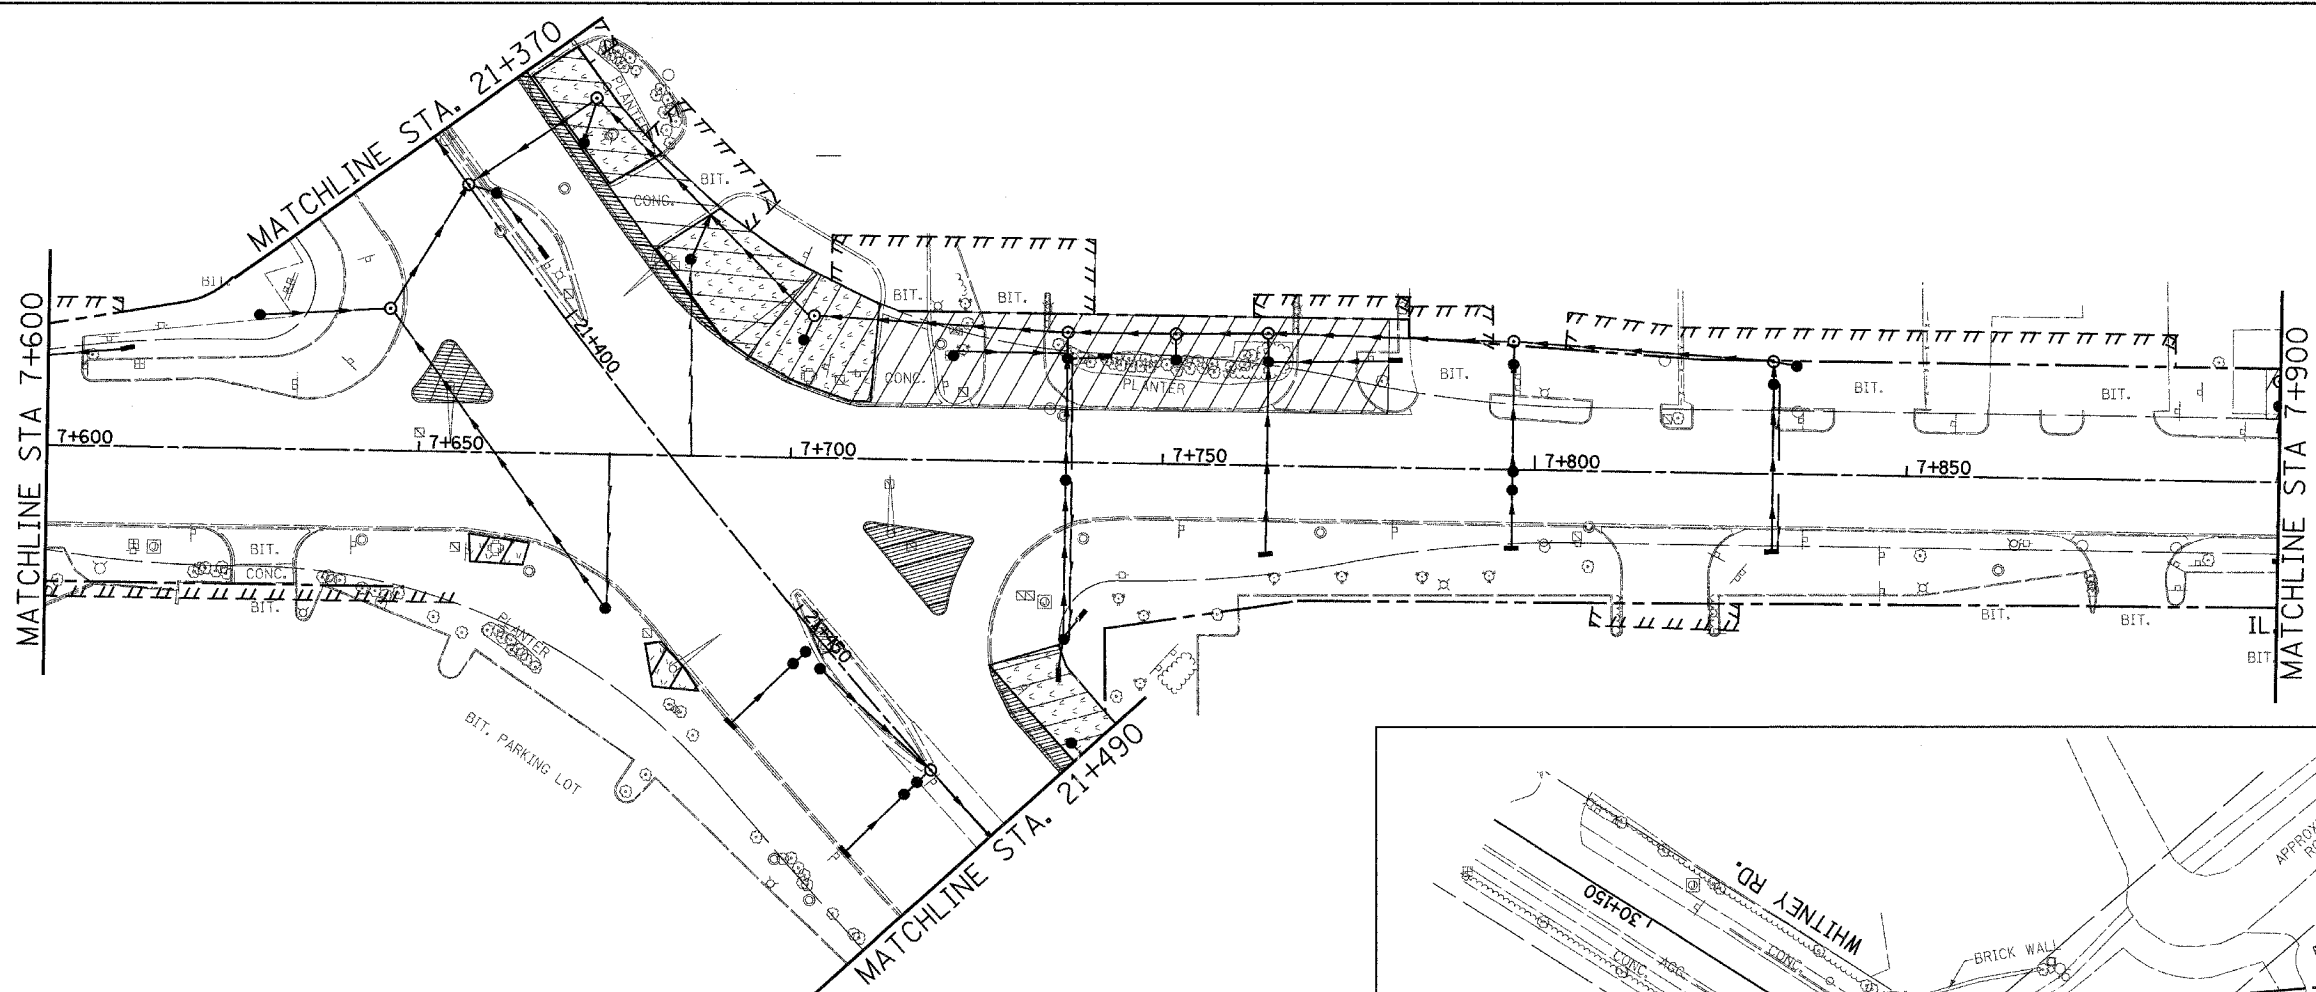 MATCHLINE STA. 21+370
PLANTER
BIT.
CONC.
BIT.
MATCHLINE STA 7+600
21+400
BIT.
BIT.
CONC.
PLANTER
BIT.
BIT.
BIT.
7+600
7+650
7+700
7+750
7+800
7+850
MATCHLINE STA 7+900
BIT.
CONC.
BIT.
PLANTER
21+450
BIT.
BIT.
IL.
BIT.
BIT. PARKING LOT
MATCHLINE STA. 21+490
WHITNEY RD.
30+150
CONC.
AGG.
CONC.
BRICK WALL